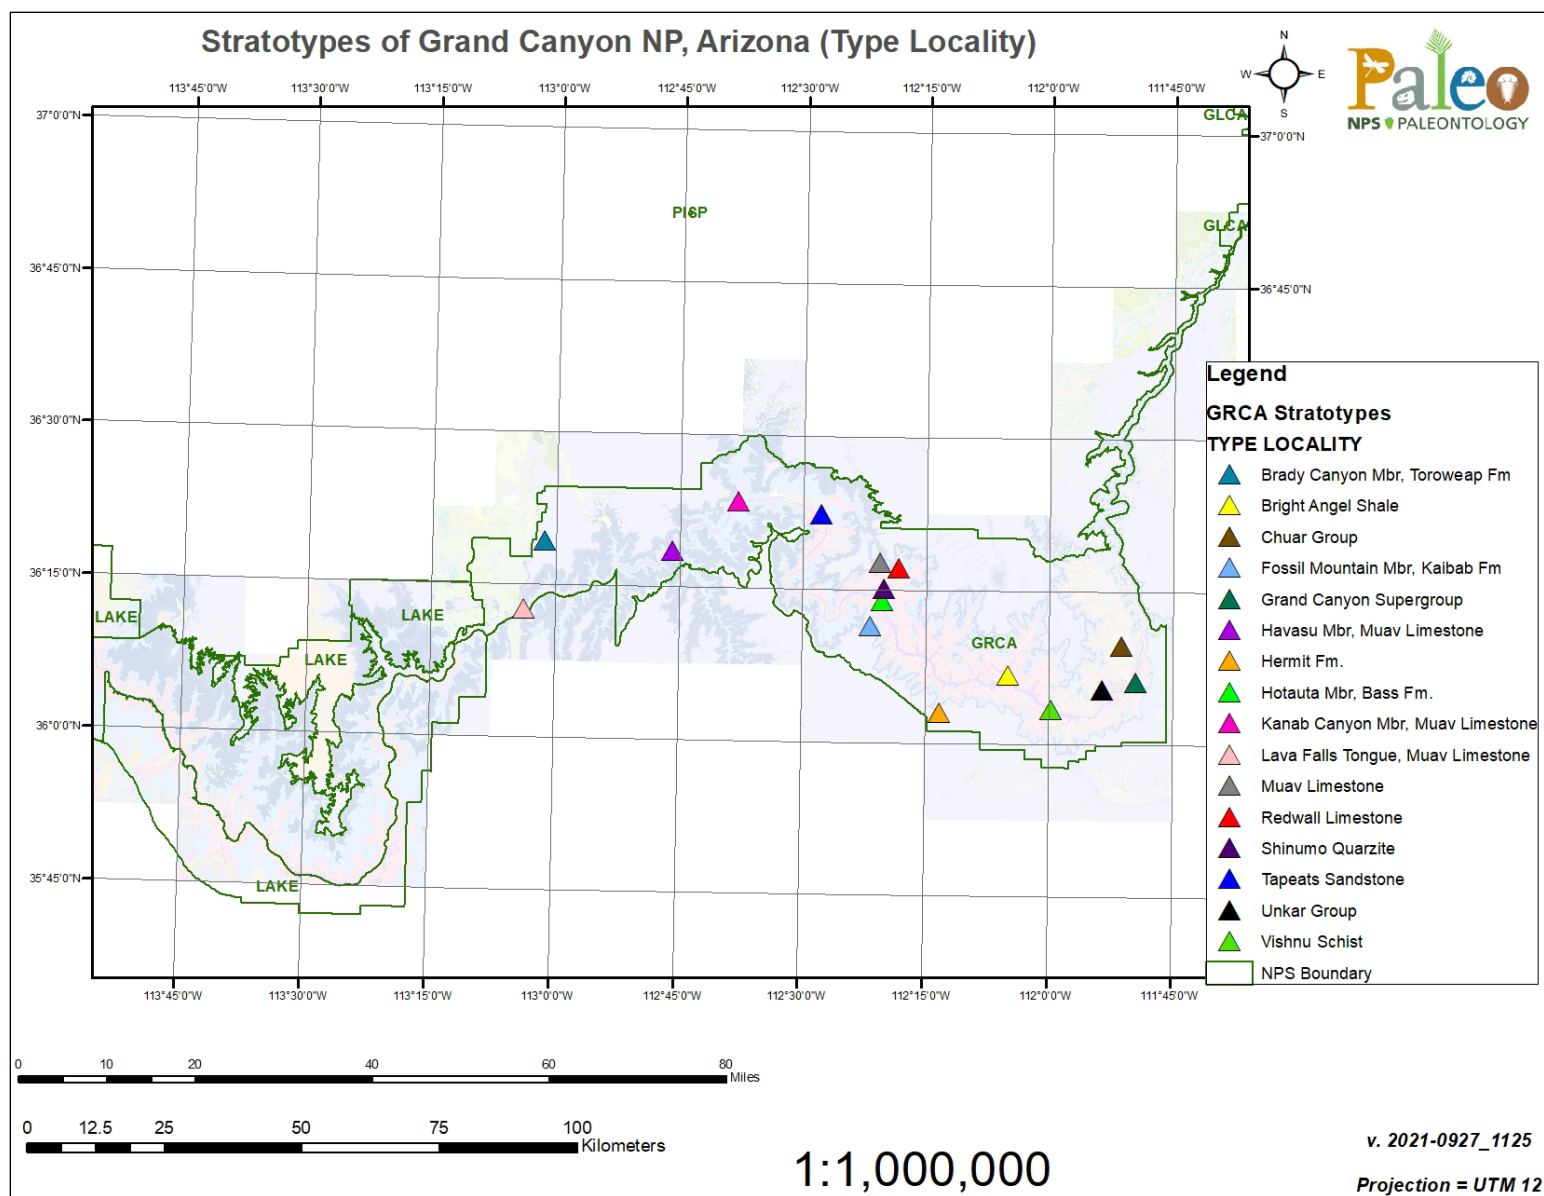 Stratotypes of Grand Canyon NP, Arizona (Type Locality)
N
W E
S
Paleo
NPS PALEONTOLOGY
113°45'0"W 113°30'0"W 113°15'0"W 113°0'0"W 112°45'0"W 112°30'0"W 112°15'0"W 112°0'0"W 111°45'0"W
37°0'0"N
GLCA
37°0'0"N
PISP
GLCA
36°45'0"N
36°45'0"N
36°30'0"N
36°15'0"N
LAKE
LAKE
LAKE
GRCA
36°0'0"N
35°45'0"N
LAKE
113°45'0"W 113°30'0"W 113°15'0"W 113°0'0"W 112°45'0"W 112°30'0"W 112°15'0"W 112°0'0"W 111°45'0"W
Legend
GRCA Stratotypes
TYPE LOCALITY
Brady Canyon Mbr, Toroweap Fm
Bright Angel Shale
Chuar Group
Fossil Mountain Mbr, Kaibab Fm
Grand Canyon Supergroup
Havasu Mbr, Muav Limestone
Hermit Fm.
Hotauta Mbr, Bass Fm.
Kanab Canyon Mbr, Muav Limestone
Lava Falls Tongue, Muav Limestone
Muav Limestone
Redwall Limestone
Shinumo Quarzite
Tapeats Sandstone
Unkar Group
Vishnu Schist
NPS Boundary
0 10 20 40 60 80
Miles
0 12.5 25 50 75 100
Kilometers
1:1,000,000
v. 2021-0927_1125
Projection = UTM 12